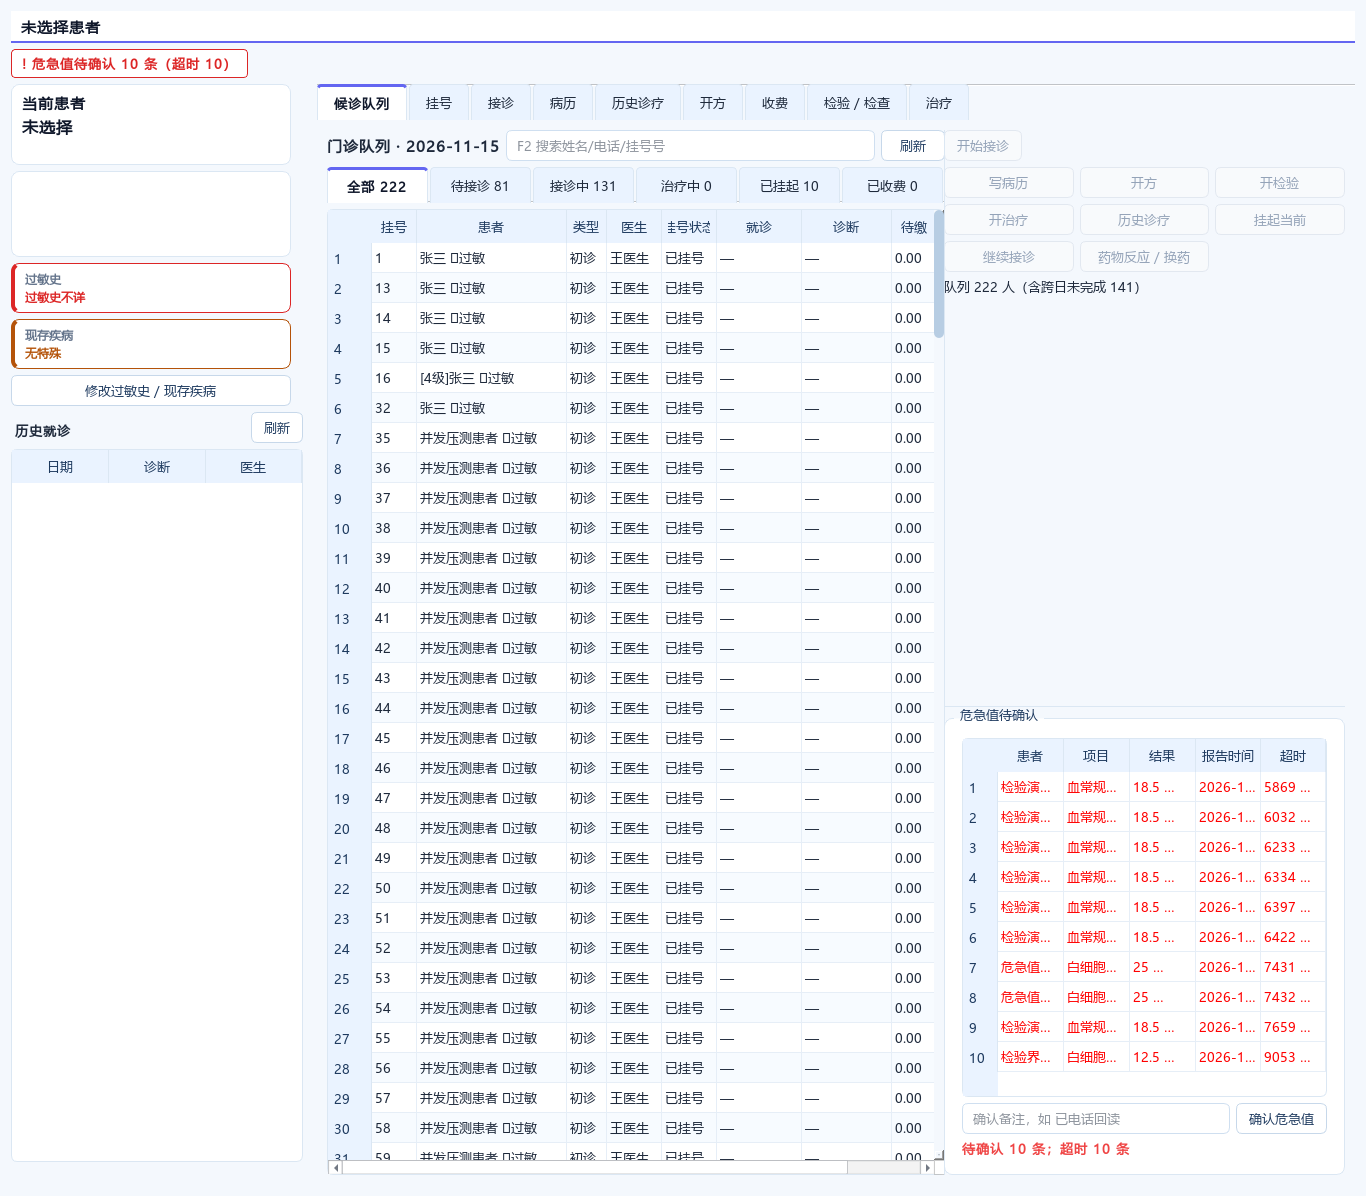 未选择患者
! 危急值待确认 10 条（超时 10）
当前患者
未选择
过敏史
过敏史不详
现存疾病
无特殊
修改过敏史 / 现存疾病
历史就诊 刷新
日期 诊断 医生
候诊队列 挂号 接诊 病历 历史诊疗 开方 收费 检验 / 检查 治疗
门诊队列 · 2026-11-15 F2 搜索姓名/电话/挂号号 刷新 开始接诊
全部 222 待接诊 81 接诊中 131 治疗中 0 已挂起 10 已收费 0
挂号 患者 类型 医生 挂号状态 就诊 诊断 待缴
1 1 张三 过敏 初诊 王医生 已挂号 — — 0.00
2 13 张三 过敏 初诊 王医生 已挂号 — — 0.00
3 14 张三 过敏 初诊 王医生 已挂号 — — 0.00
4 15 张三 过敏 初诊 王医生 已挂号 — — 0.00
5 16 [4级]张三 过敏 初诊 王医生 已挂号 — — 0.00
6 32 张三 过敏 初诊 王医生 已挂号 — — 0.00
7 35 并发压测患者 过敏 初诊 王医生 已挂号 — — 0.00
8 36 并发压测患者 过敏 初诊 王医生 已挂号 — — 0.00
9 37 并发压测患者 过敏 初诊 王医生 已挂号 — — 0.00
10 38 并发压测患者 过敏 初诊 王医生 已挂号 — — 0.00
11 39 并发压测患者 过敏 初诊 王医生 已挂号 — — 0.00
12 40 并发压测患者 过敏 初诊 王医生 已挂号 — — 0.00
13 41 并发压测患者 过敏 初诊 王医生 已挂号 — — 0.00
14 42 并发压测患者 过敏 初诊 王医生 已挂号 — — 0.00
15 43 并发压测患者 过敏 初诊 王医生 已挂号 — — 0.00
16 44 并发压测患者 过敏 初诊 王医生 已挂号 — — 0.00
17 45 并发压测患者 过敏 初诊 王医生 已挂号 — — 0.00
18 46 并发压测患者 过敏 初诊 王医生 已挂号 — — 0.00
19 47 并发压测患者 过敏 初诊 王医生 已挂号 — — 0.00
20 48 并发压测患者 过敏 初诊 王医生 已挂号 — — 0.00
21 49 并发压测患者 过敏 初诊 王医生 已挂号 — — 0.00
22 50 并发压测患者 过敏 初诊 王医生 已挂号 — — 0.00
23 51 并发压测患者 过敏 初诊 王医生 已挂号 — — 0.00
24 52 并发压测患者 过敏 初诊 王医生 已挂号 — — 0.00
25 53 并发压测患者 过敏 初诊 王医生 已挂号 — — 0.00
26 54 并发压测患者 过敏 初诊 王医生 已挂号 — — 0.00
27 55 并发压测患者 过敏 初诊 王医生 已挂号 — — 0.00
28 56 并发压测患者 过敏 初诊 王医生 已挂号 — — 0.00
29 57 并发压测患者 过敏 初诊 王医生 已挂号 — — 0.00
30 58 并发压测患者 过敏 初诊 王医生 已挂号 — — 0.00
31 59 并发压测患者 过敏 初诊 王医生 已挂号 — — 0.00
写病历 开方 开检验
开治疗 历史诊疗 挂起当前
继续接诊 药物反应 / 换药
队列 222 人（含跨日未完成 141）
危急值待确认
患者 项目 结果 报告时间 超时
1 检验演... 血常规... 18.5 ... 2026-1... 5869 ...
2 检验演... 血常规... 18.5 ... 2026-1... 6032 ...
3 检验演... 血常规... 18.5 ... 2026-1... 6233 ...
4 检验演... 血常规... 18.5 ... 2026-1... 6334 ...
5 检验演... 血常规... 18.5 ... 2026-1... 6397 ...
6 检验演... 血常规... 18.5 ... 2026-1... 6422 ...
7 危急值... 白细胞... 25 ... 2026-1... 7431 ...
8 危急值... 白细胞... 25 ... 2026-1... 7432 ...
9 检验演... 血常规... 18.5 ... 2026-1... 7659 ...
10 检验界... 白细胞... 12.5 ... 2026-1... 9053 ...
确认备注，如 已电话回读 确认危急值
待确认 10 条；超时 10 条